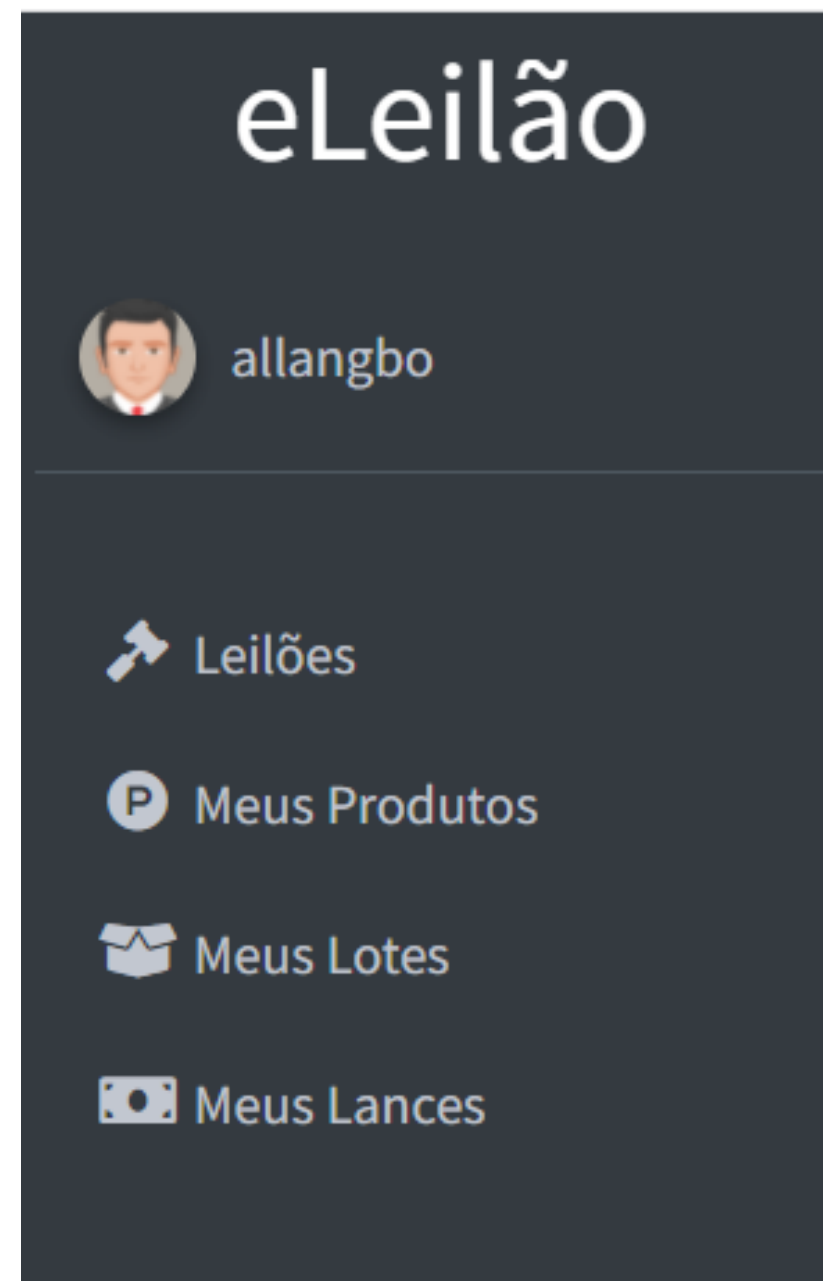 eLeilão
allangbo
Leilões
P Meus Produtos
Meus Lotes
Meus Lances